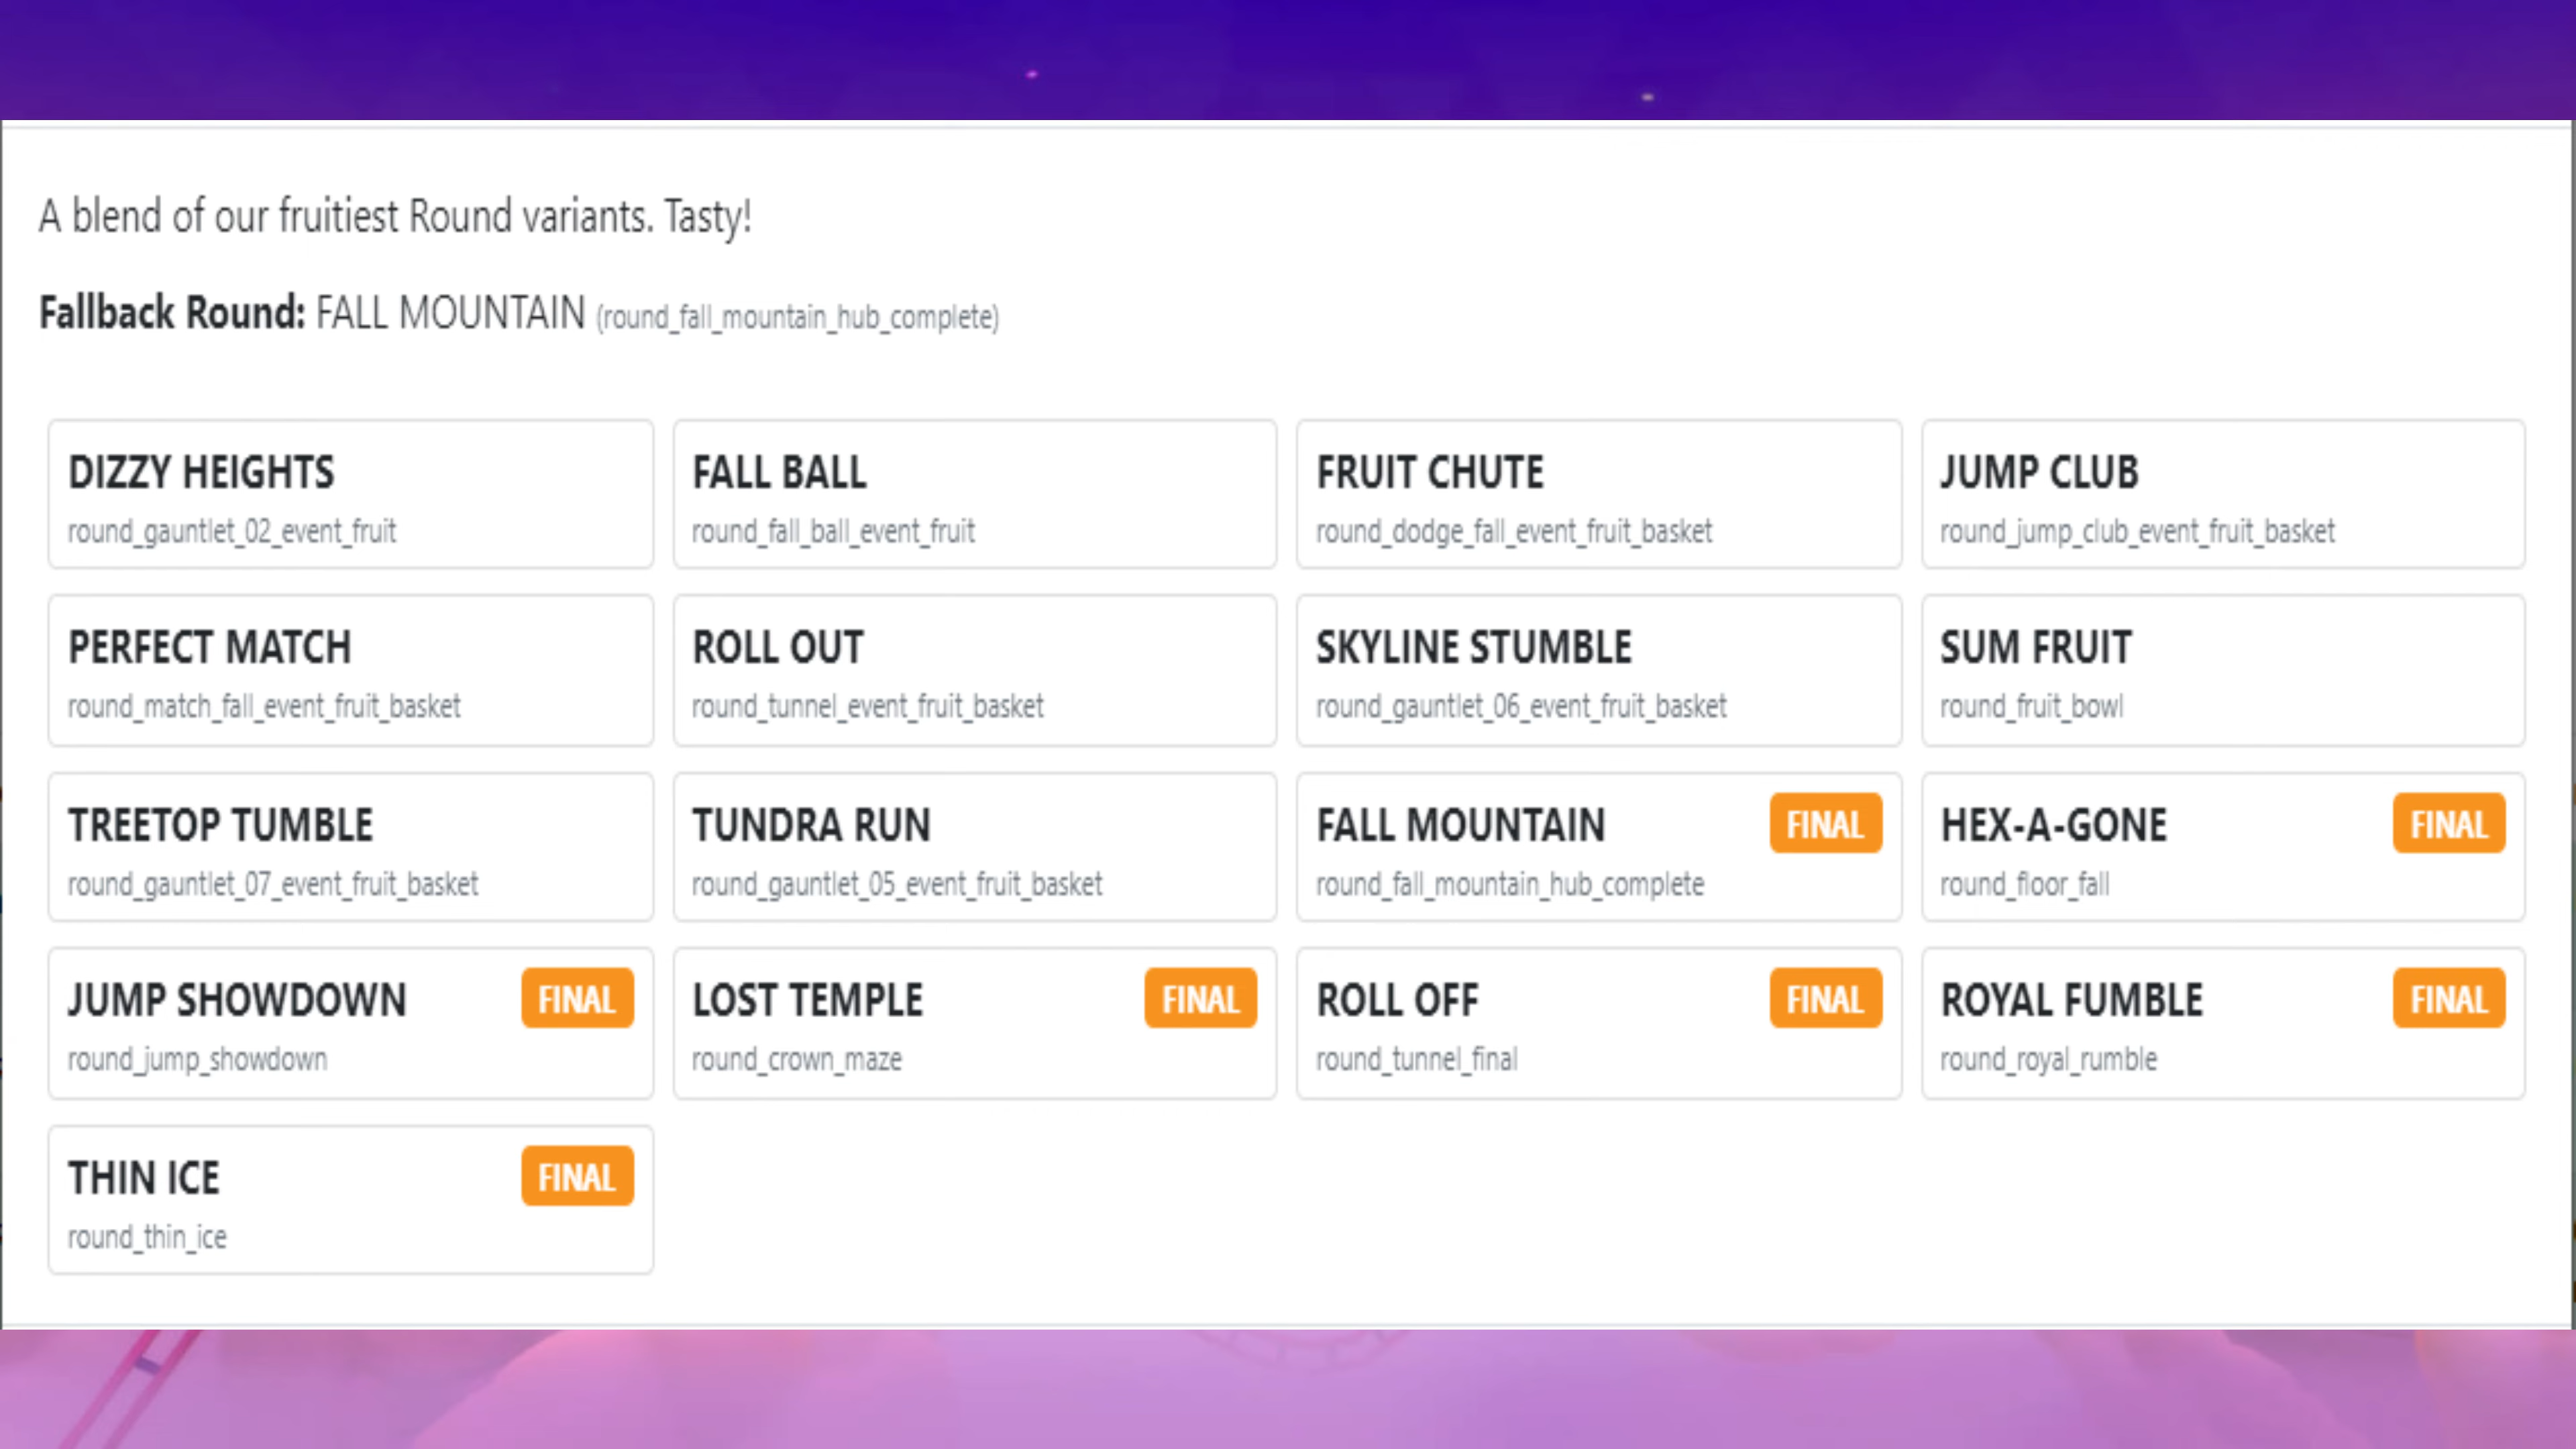 A blend of our fruitiest Round variants. Tasty!
Fallback Round: FALL MOUNTAIN (round_fall_mountain_hub_complete)
DIZZY HEIGHTS
round_gauntlet_02_event_fruit
FALL BALL
round_fall_ball_event_fruit
FRUIT CHUTE
round_dodge_fall_event_fruit_basket
JUMP CLUB
round_jump_club_event_fruit_basket
PERFECT MATCH
round_match_fall_event_fruit_basket
ROLL OUT
round_tunnel_event_fruit_basket
SKYLINE STUMBLE
round_gauntlet_06_event_fruit_basket
SUM FRUIT
round_fruit_bowl
TREETOP TUMBLE
round_gauntlet_07_event_fruit_basket
TUNDRA RUN
round_gauntlet_05_event_fruit_basket
FALL MOUNTAIN FINAL
round_fall_mountain_hub_complete
HEX-A-GONE FINAL
round_floor_fall
JUMP SHOWDOWN FINAL
round_jump_showdown
LOST TEMPLE FINAL
round_crown_maze
ROLL OFF FINAL
round_tunnel_final
ROYAL FUMBLE FINAL
round_royal_rumble
THIN ICE FINAL
round_thin_ice